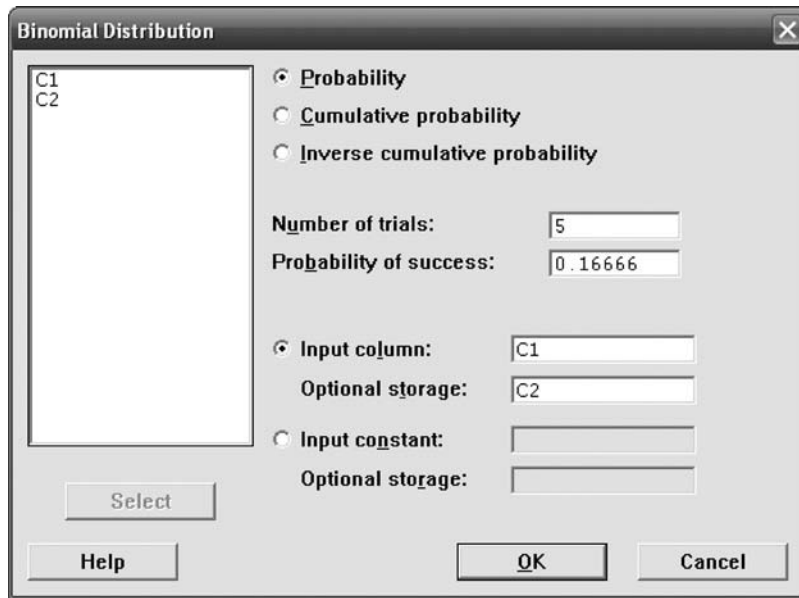 Binomial Distribution
C1
C2
Probability
Cumulative probability
Inverse cumulative probability
Number of trials: 5
Probability of success: 0.16666
Input column: C1
Optional storage: C2
Input constant:
Optional storage:
Select
Help OK Cancel